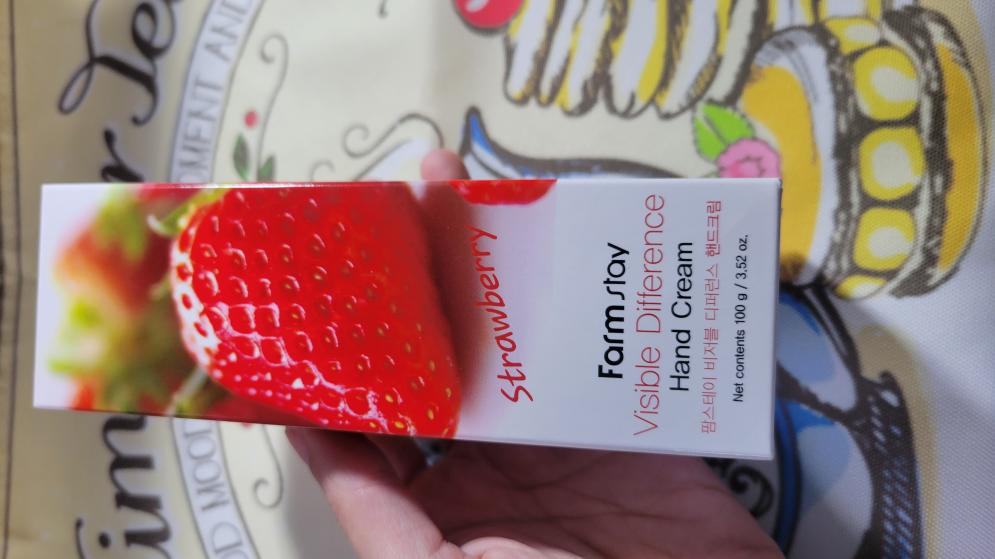 Strawberry
Farmstay
Visible Difference
Hand Cream
팜스테이 비저블 디퍼런스 핸드크림
Net contents 100 g / 3.52 oz.